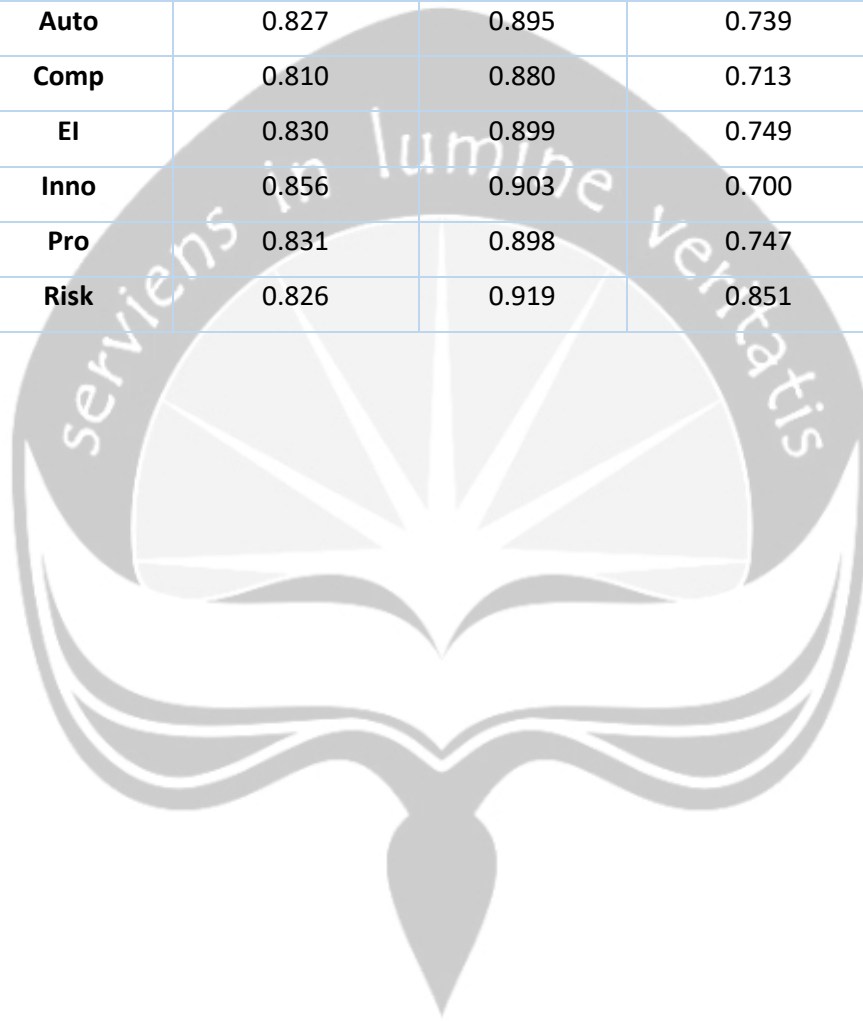 Auto 0.827 0.895 0.739
Comp 0.810 0.880 0.713
EI 0.830 0.899 0.749
Inno 0.856 0.903 0.700
Pro 0.831 0.898 0.747
Risk 0.826 0.919 0.851
serviens in lumine veritatis